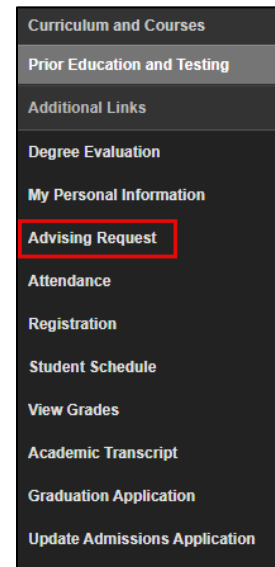 Curriculum and Courses
Prior Education and Testing
Additional Links
Degree Evaluation
My Personal Information
Advising Request
Attendance
Registration
Student Schedule
View Grades
Academic Transcript
Graduation Application
Update Admissions Application